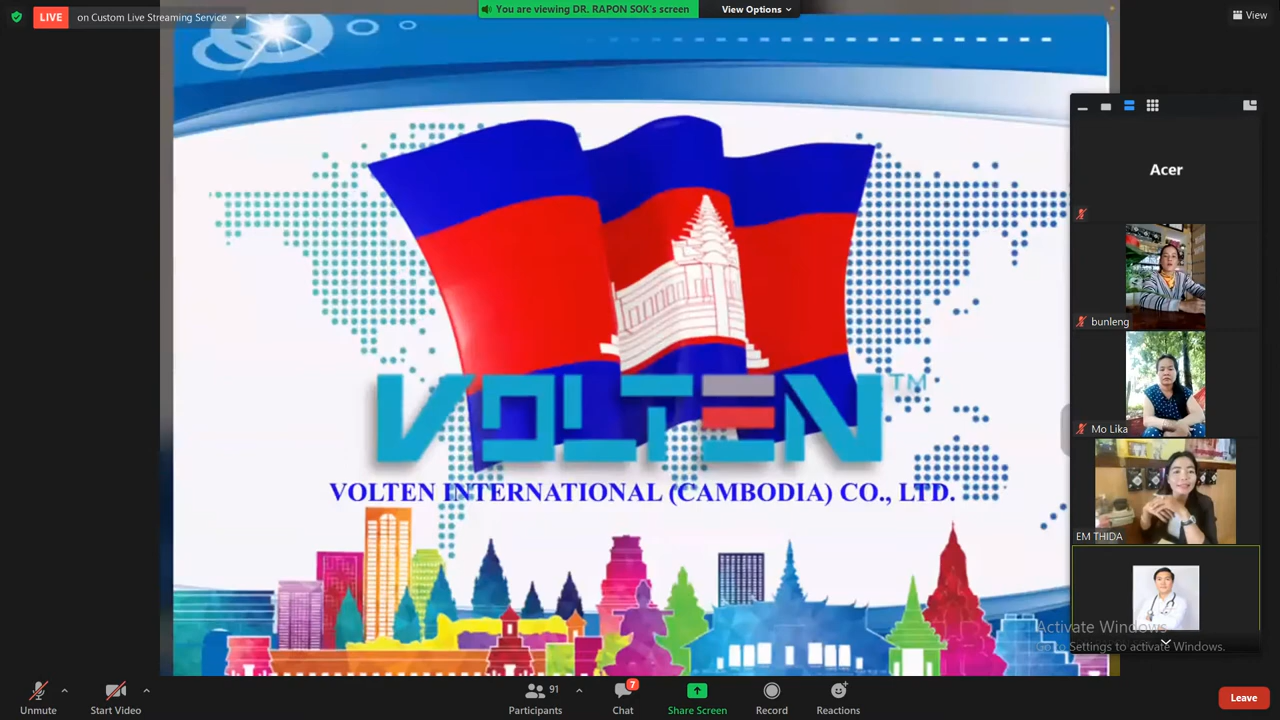 LIVE on Custom Live Streaming Service
You are viewing DR. RAPON SOK's screen
View Options
View
Acer
bunleng
Mo Lika
EM THIDA
VOLTEN™
VOLTEN INTERNATIONAL (CAMBODIA) CO., LTD.
Activate Windows
Go to Settings to activate Windows.
Unmute
Start Video
91
Participants
7
Chat
Share Screen
Record
Reactions
Leave